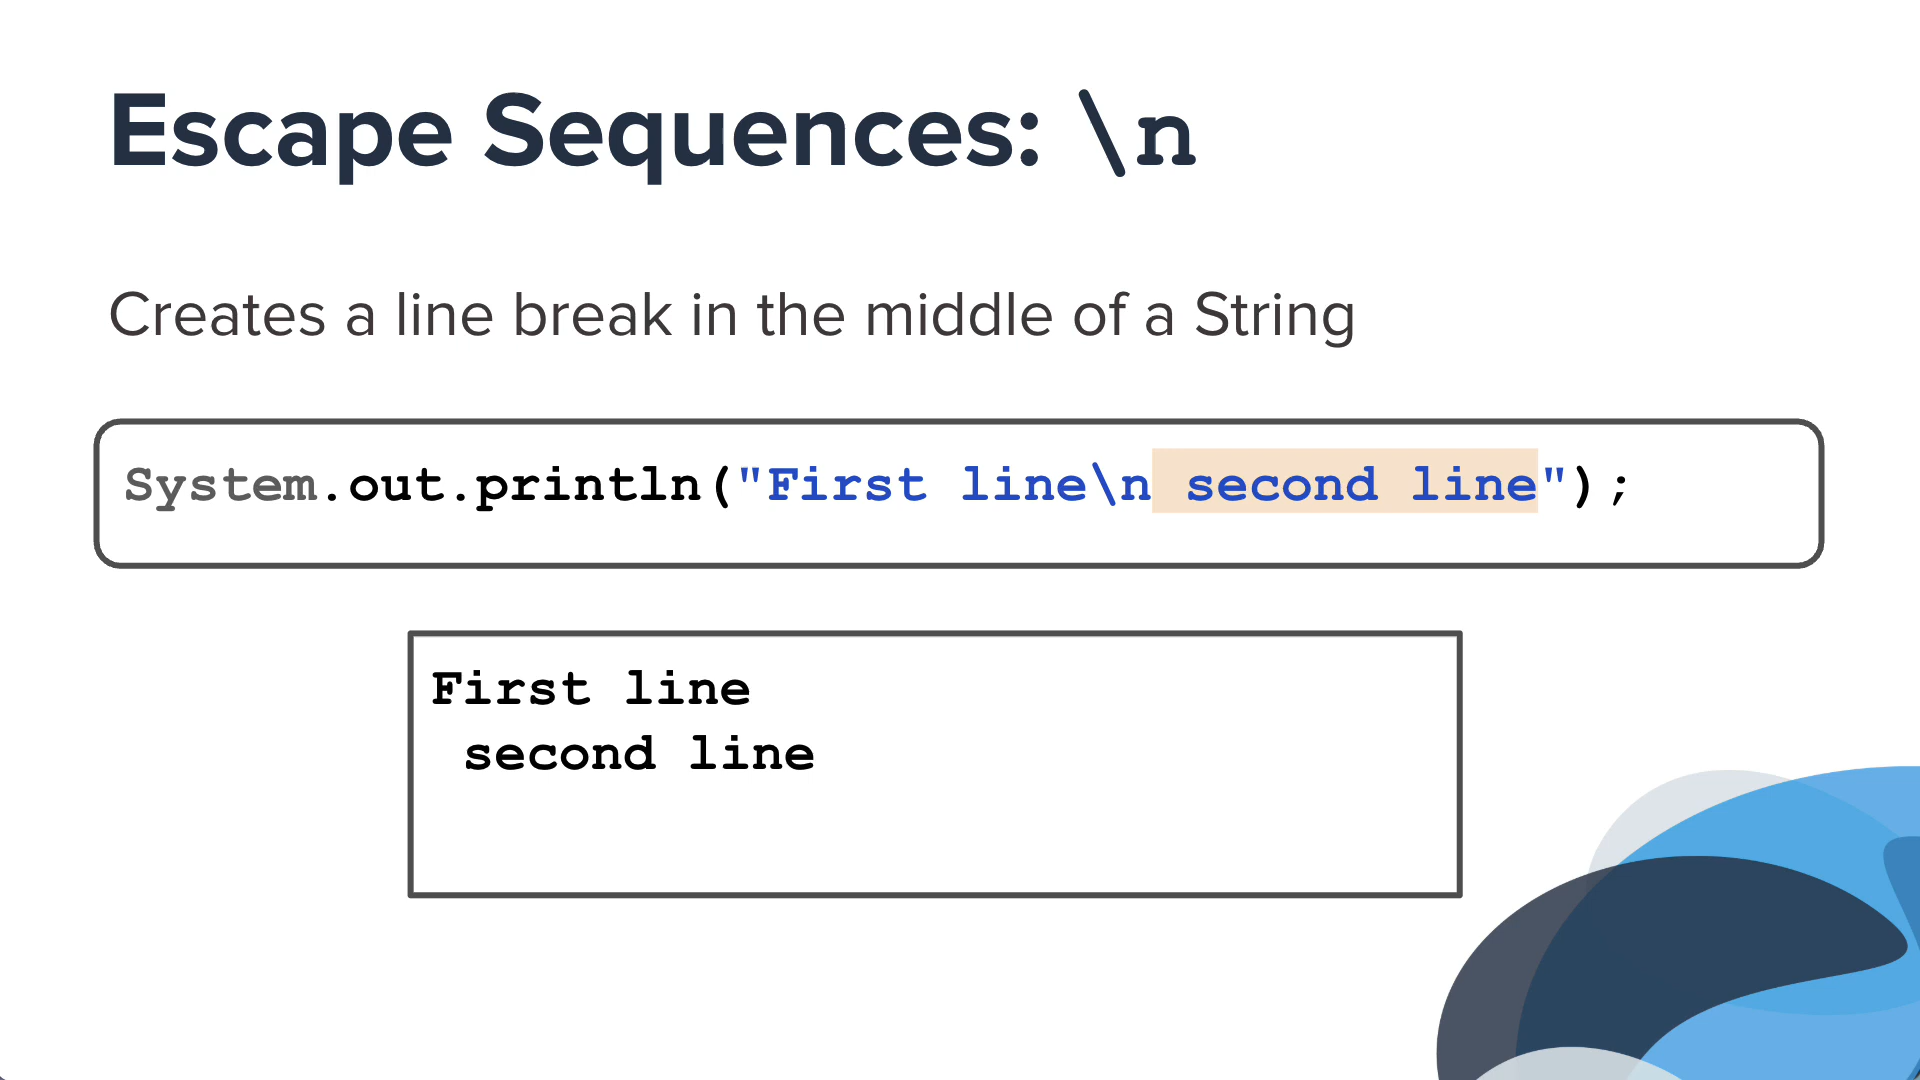 Escape Sequences: \n
Creates a line break in the middle of a String
System.out.println("First line\n second line");
First line
 second line